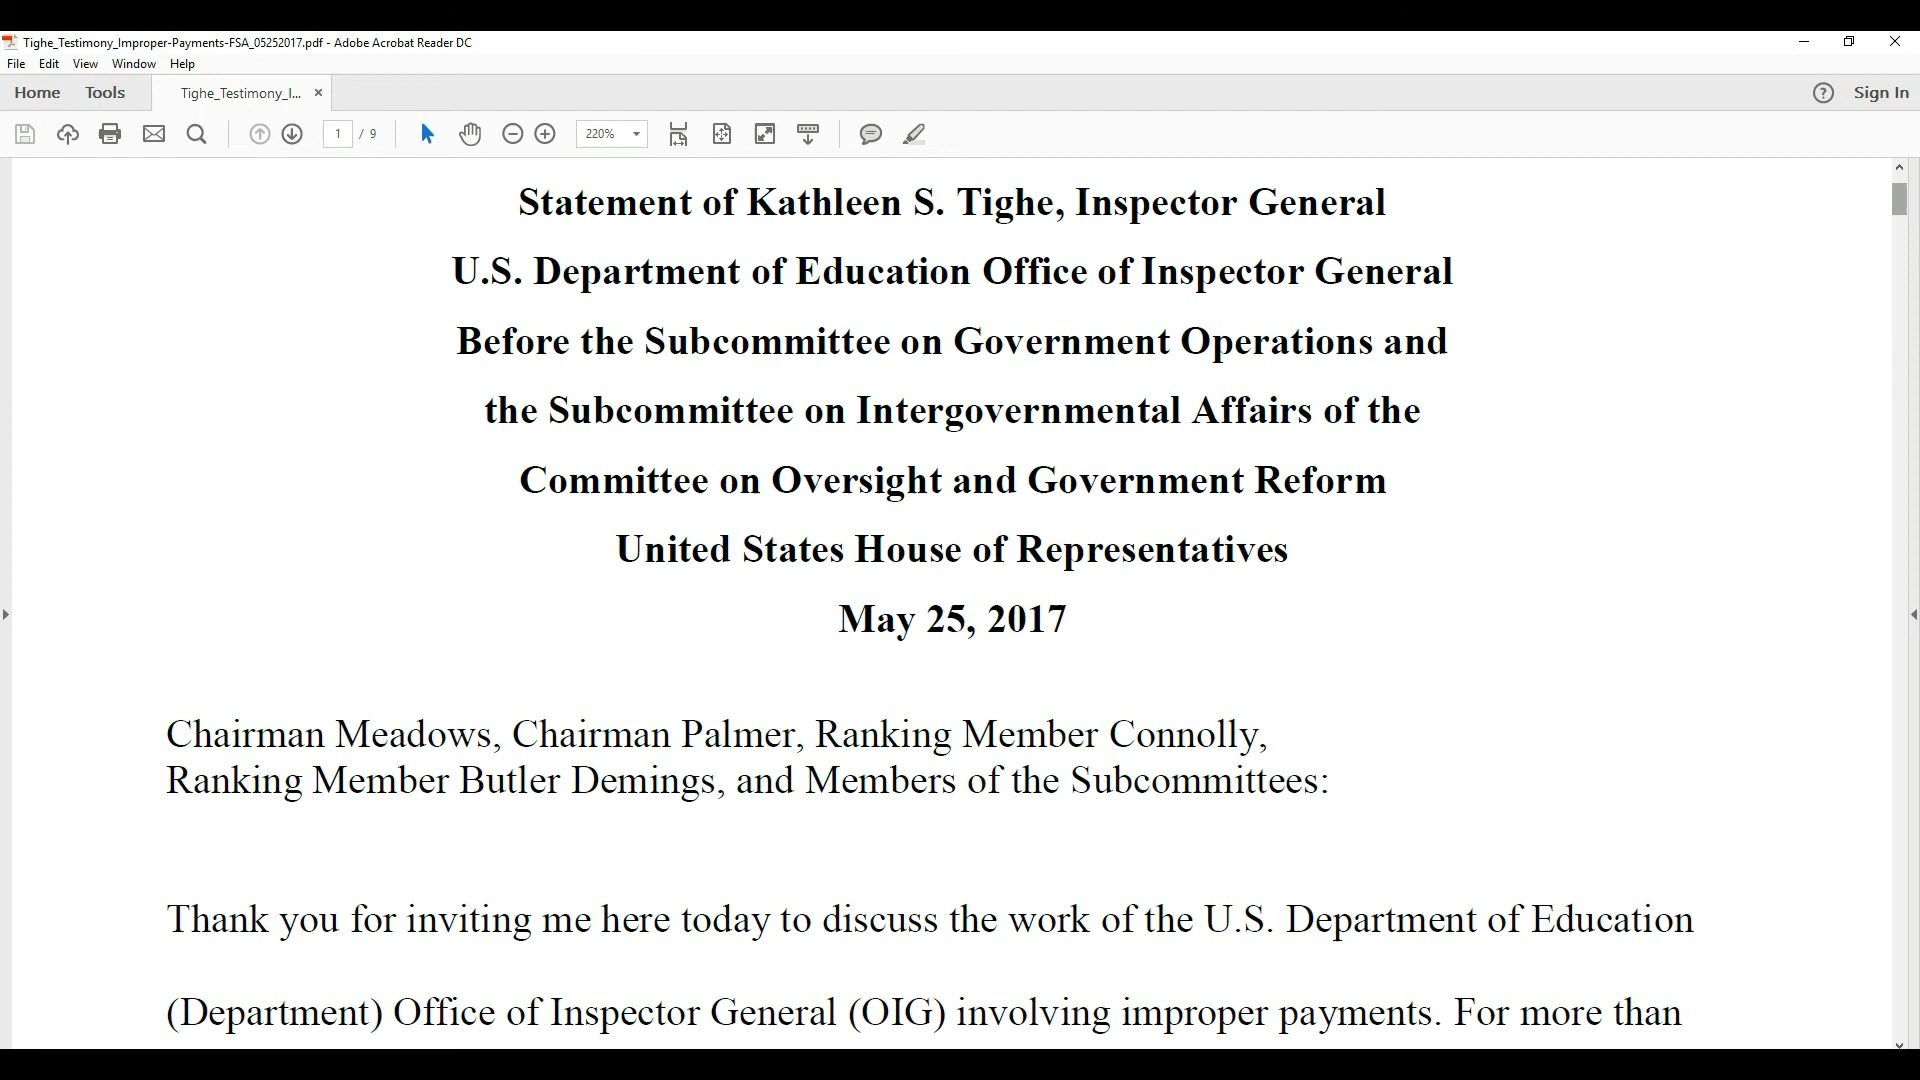 Tighe_Testimony_Improper-Payments-FSA_05252017.pdf - Adobe Acrobat Reader DC
File Edit View Window Help
Home Tools Tighe_Testimony_I... Sign In
1 / 9 220%
Statement of Kathleen S. Tighe, Inspector General
U.S. Department of Education Office of Inspector General
Before the Subcommittee on Government Operations and
the Subcommittee on Intergovernmental Affairs of the
Committee on Oversight and Government Reform
United States House of Representatives
May 25, 2017
Chairman Meadows, Chairman Palmer, Ranking Member Connolly,
Ranking Member Butler Demings, and Members of the Subcommittees:
Thank you for inviting me here today to discuss the work of the U.S. Department of Education
(Department) Office of Inspector General (OIG) involving improper payments. For more than